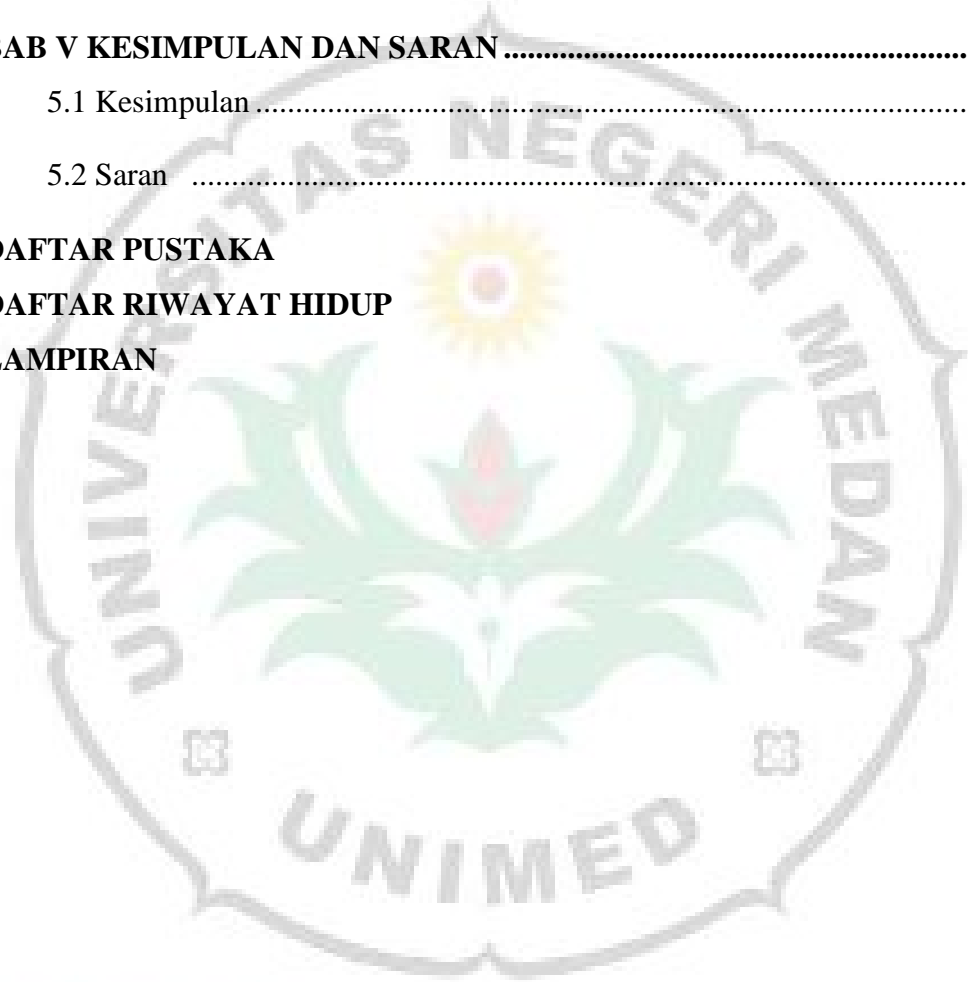 BAB V KESIMPULAN DAN SARAN ........................................................
5.1 Kesimpulan .......................................................................................
5.2 Saran ...............................................................................................
DAFTAR PUSTAKA
DAFTAR RIWAYAT HIDUP
LAMPIRAN
UNIVERSITAS NEGERI MEDAN
UNIMED